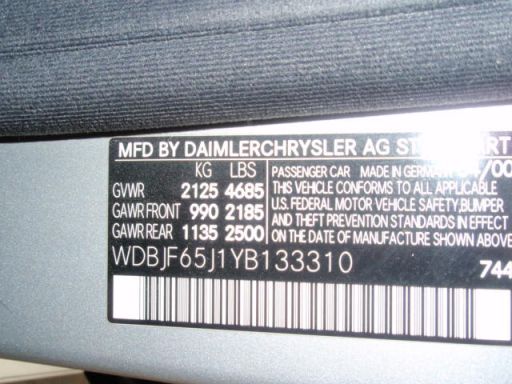 MFD BY DAIMLERCHRYSLER AG
KG LBS
GVWR 2125 4685
GAWR FRONT 990 2185
GAWR REAR 1135 2500
PASSENGER CAR MADE IN
THIS VEHICLE CONFORMS TO ALL APPLICABLE
U.S. FEDERAL MOTOR VEHICLE SAFETY, BUMPER
AND THEFT PREVENTION STANDARDS IN EFFECT
ON THE DATE OF MANUFACTURE SHOWN ABOVE
WDBJF65J1YB133310
744